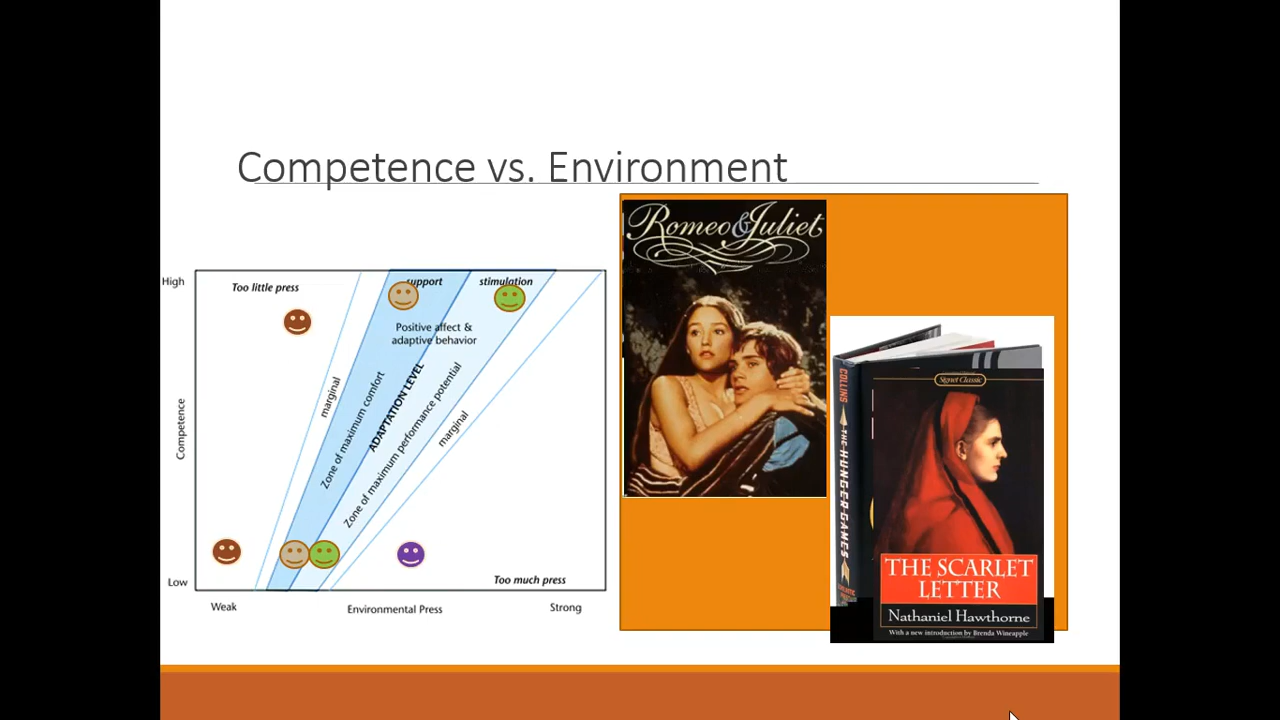 Competence vs. Environment
High
Too little press
support
stimulation
Positive affect &
adaptive behavior
marginal
Zone of maximum comfort
ADAPTATION LEVEL
Zone of maximum performance potential
marginal
Competence
Low
Too much press
Weak
Environmental Press
Strong
Romeo & Juliet
COLLINS
THE HUNGER GAMES
Signet Classic
THE SCARLET
LETTER
Nathaniel Hawthorne
With a new introduction by Brenda Wineapple